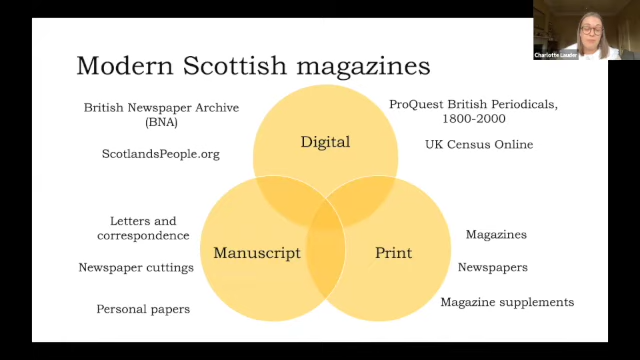 Modern Scottish magazines
British Newspaper Archive
(BNA)
ScotlandsPeople.org
Digital
ProQuest British Periodicals,
1800-2000
UK Census Online
Letters and
correspondence
Newspaper cuttings
Personal papers
Manuscript
Print
Magazines
Newspapers
Magazine supplements
Charlotte Lauder